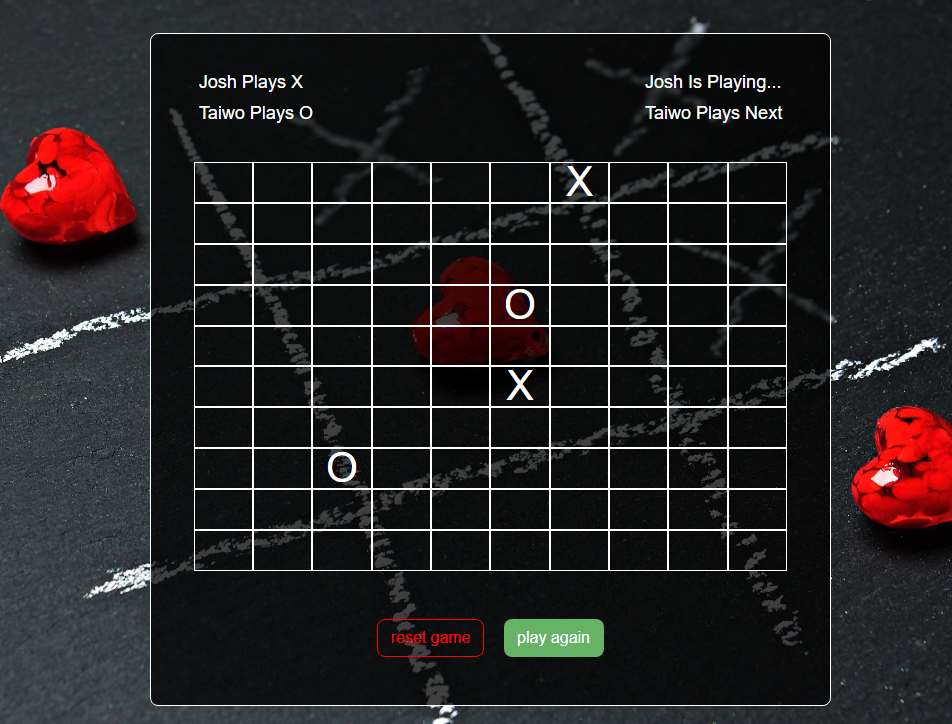 Josh Plays X
Josh Is Playing...
Taiwo Plays O
Taiwo Plays Next
X
O
X
O
reset game
play again